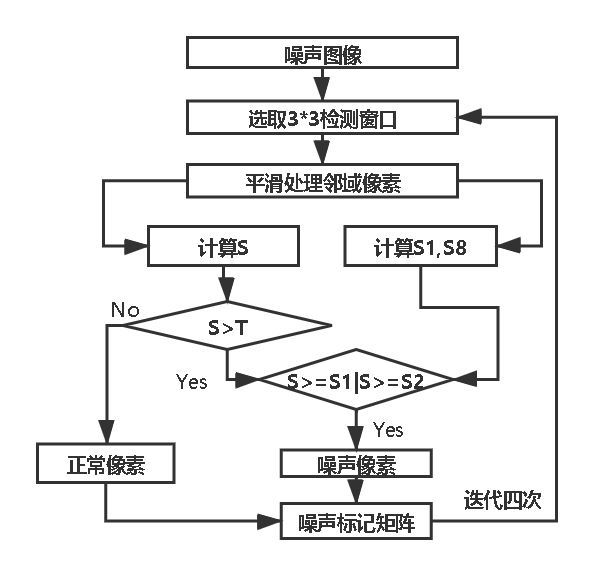 噪声图像
选取3*3检测窗口
平滑处理邻域像素
计算S
计算S1,S8
No
S>T
Yes
S>=S1|S>=S2
Yes
正常像素
噪声像素
迭代四次
噪声标记矩阵